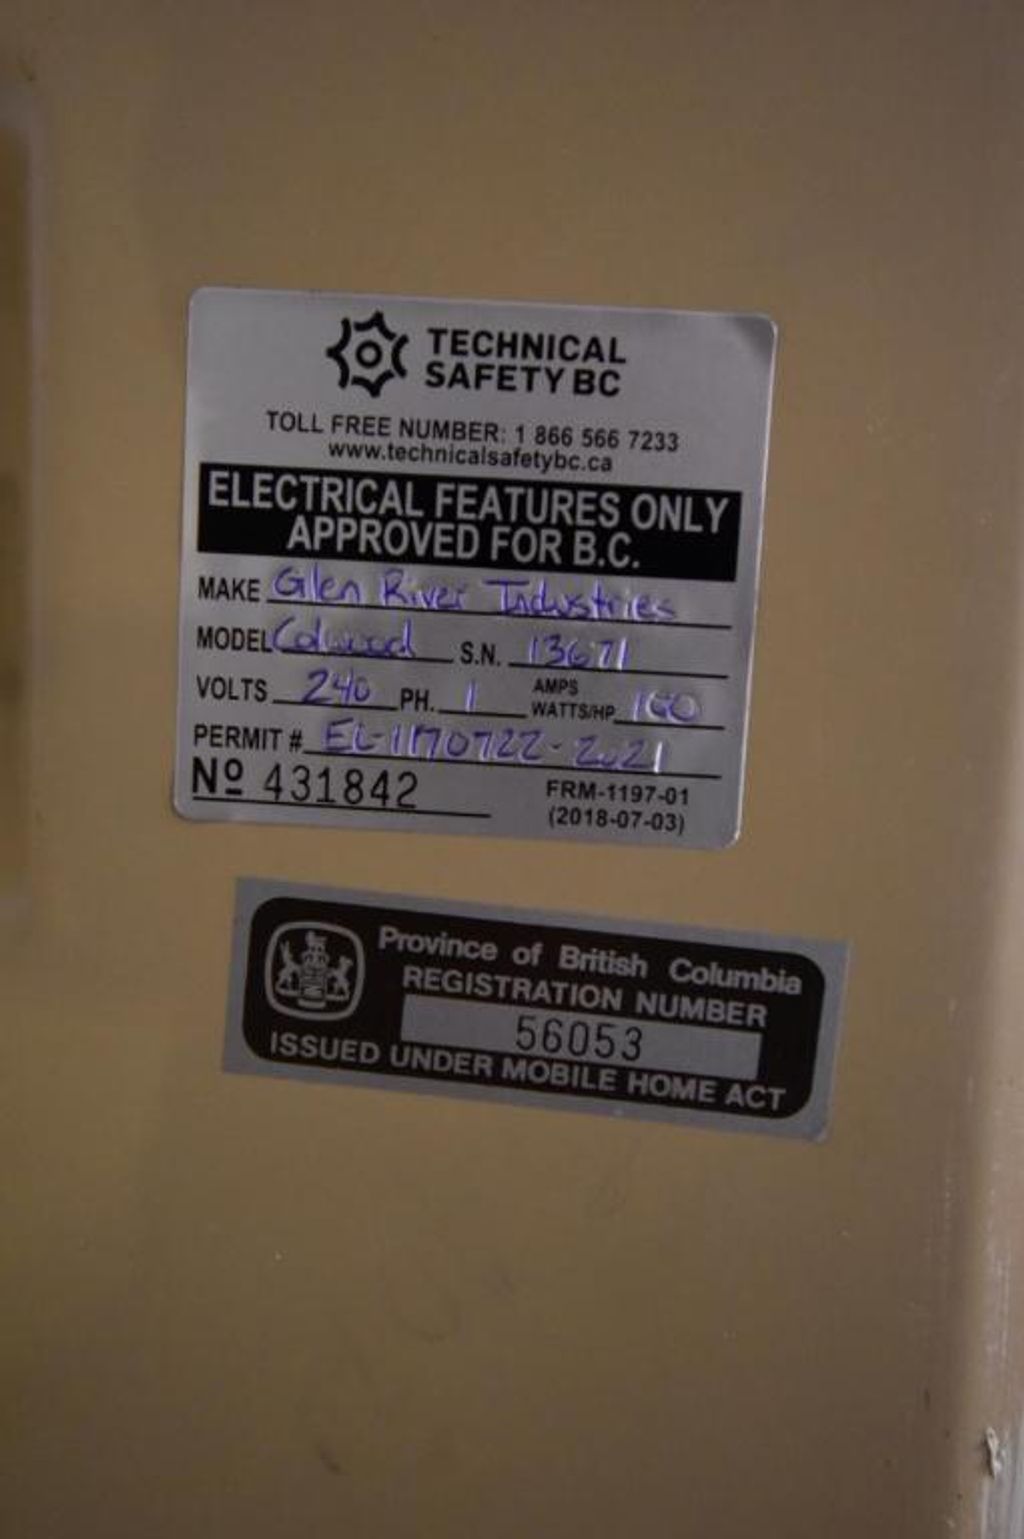 TECHNICAL
SAFETY BC
TOLL FREE NUMBER: 1 866 566 7233
www.technicalsafetybc.ca
ELECTRICAL FEATURES ONLY
APPROVED FOR B.C.
MAKE Glen River Industries
MODEL Colwood S.N. 13671
VOLTS 240 PH. 1 AMPS WATTS/HP 100
PERMIT # EL-1170722-2021
Nº 431842 FRM-1197-01
(2018-07-03)
Province of British Columbia
REGISTRATION NUMBER
56053
ISSUED UNDER MOBILE HOME ACT